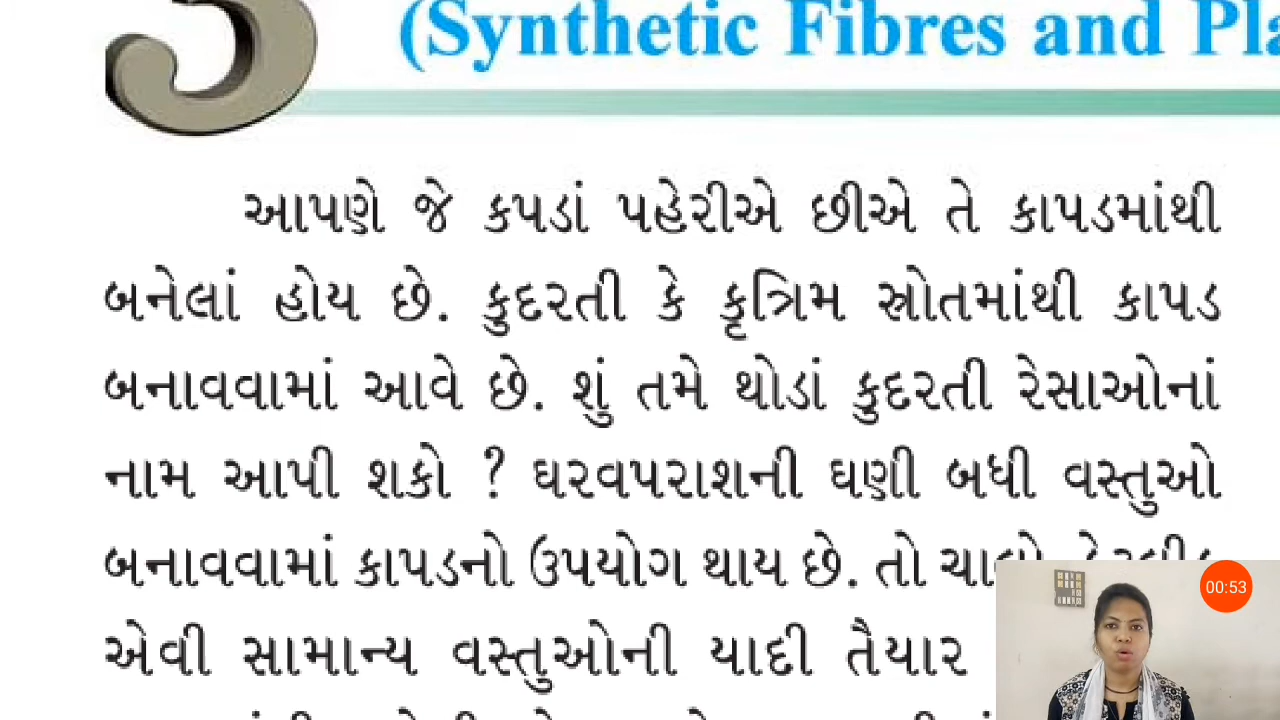 3
(Synthetic Fibres and
આપણે જે કપડાં પહેરીએ છીએ તે કાપડમાંથી
બનેલાં હોય છે. કુદરતી કે કૃત્રિમ સ્રોતમાંથી કાપડ
બનાવવામાં આવે છે. શું તમે થોડાં કુદરતી રેસાઓનાં
નામ આપી શકો ? ઘરવપરાશની ઘણી બધી વસ્તુઓ
બનાવવામાં કાપડનો ઉપયોગ થાય છે. તો
એવી સામાન્ય વસ્તુઓની યાદી તૈયાર
00:53